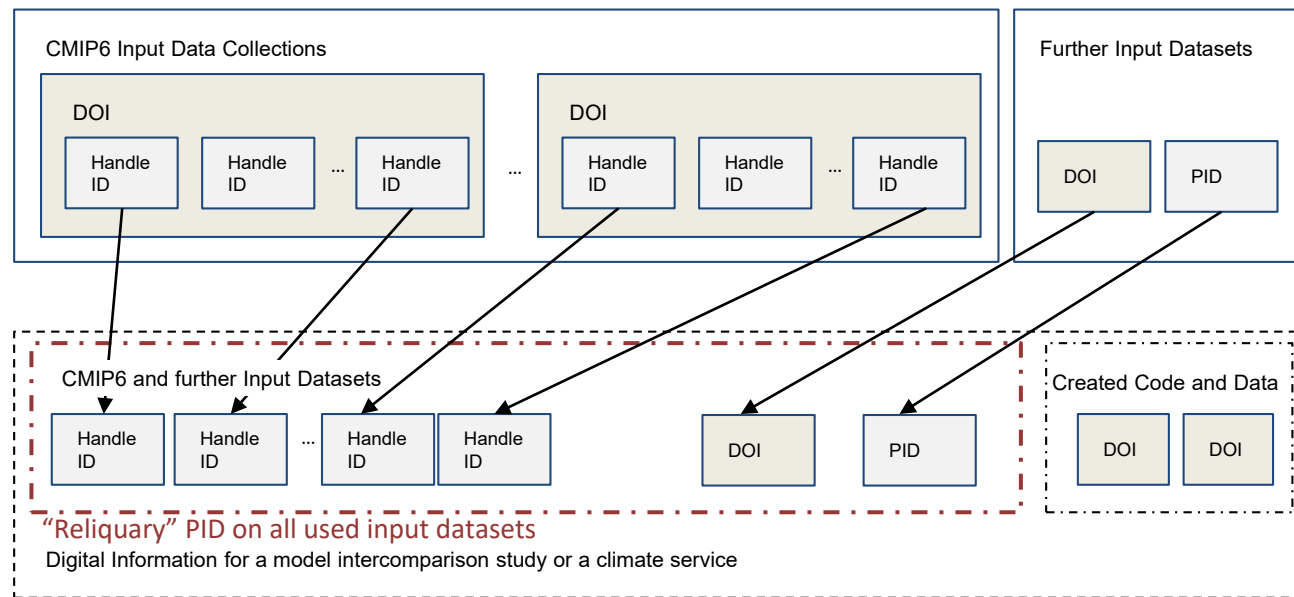 CMIP6 Input Data Collections
Further Input Datasets
DOI
DOI
Handle
ID
Handle
ID
...
Handle
ID
...
Handle
ID
Handle
ID
...
Handle
ID
DOI
PID
CMIP6 and further Input Datasets
Created Code and Data
Handle
ID
Handle
ID
...
Handle
ID
Handle
ID
DOI
PID
DOI
DOI
“Reliquary” PID on all used input datasets
Digital Information for a model intercomparison study or a climate service